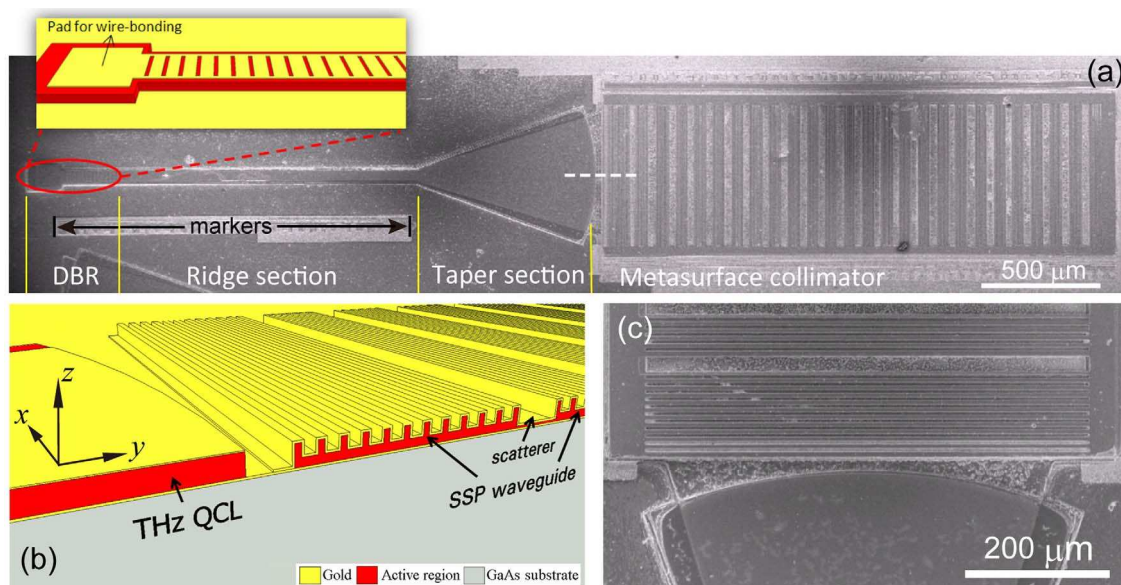 Pad for wire-bonding
(a)
markers
DBR
Ridge section
Taper section
Metasurface collimator
500 μm
(b)
z
x
y
THz QCL
scatterer
SSP waveguide
Gold
Active region
GaAs substrate
(c)
200 μm